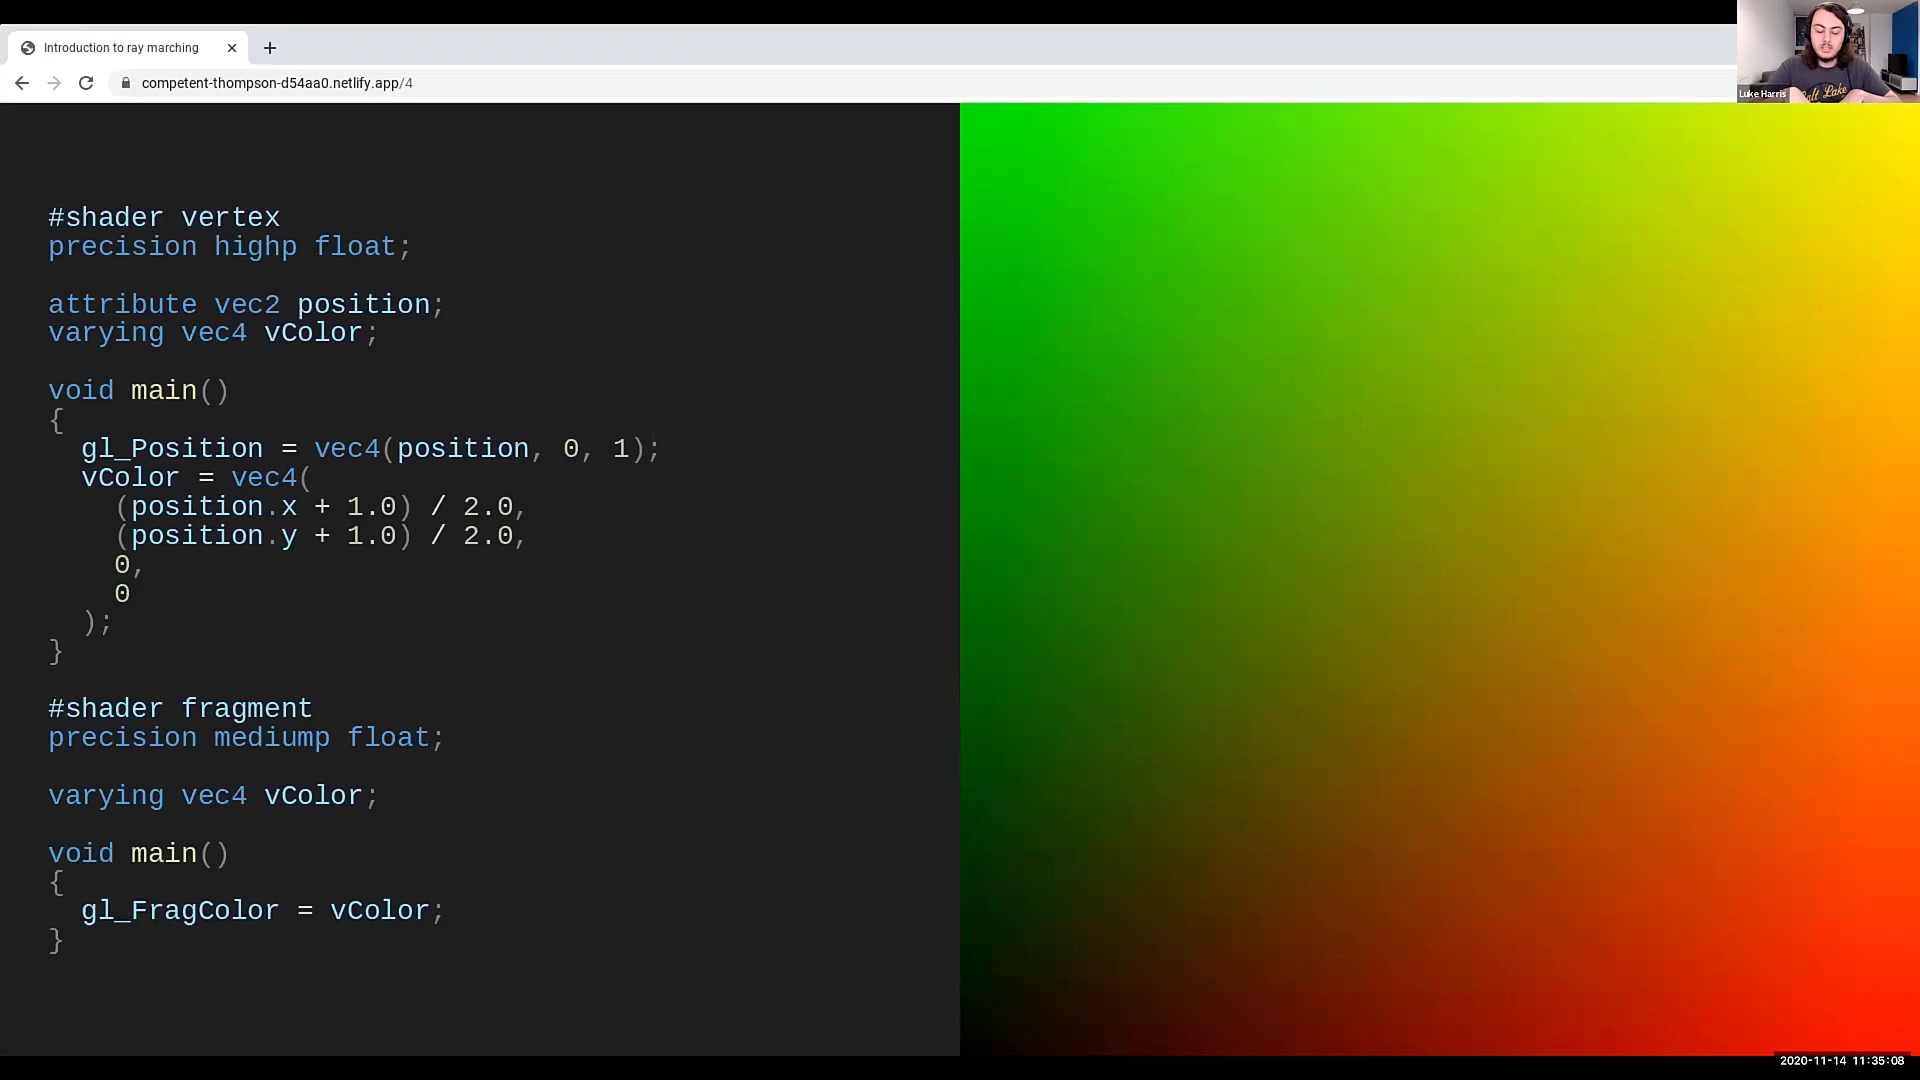 Introduction to ray marching
competent-thompson-d54aa0.netlify.app/4
Luke Harris
Salt Lake
#shader vertex
precision highp float;
attribute vec2 position;
varying vec4 vColor;
void main()
{
gl_Position = vec4(position, 0, 1);
vColor = vec4(
(position.x + 1.0) / 2.0,
(position.y + 1.0) / 2.0,
0,
0
);
}
#shader fragment
precision mediump float;
varying vec4 vColor;
void main()
{
gl_FragColor = vColor;
}
2020-11-14 11:35:08